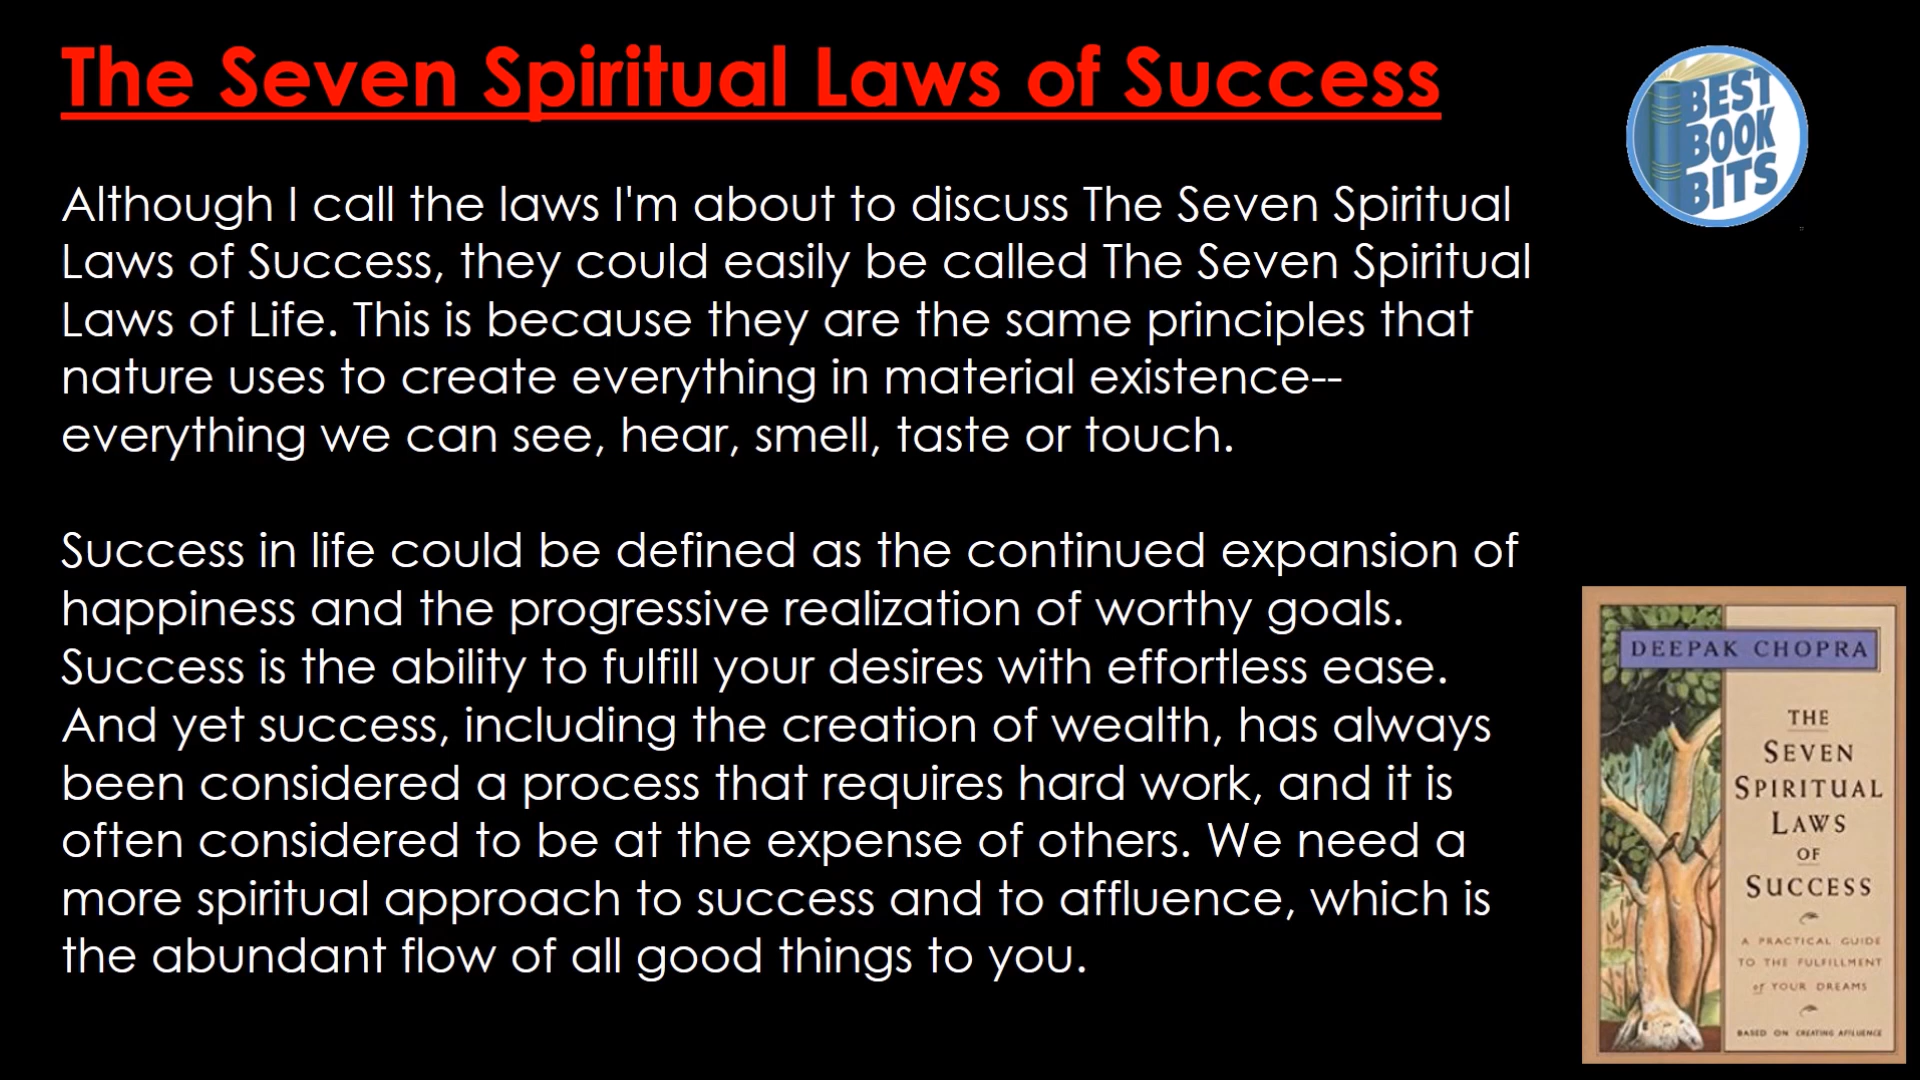 The Seven Spiritual Laws of Success
BEST
BOOK
BITS
Although I call the laws I'm about to discuss The Seven Spiritual
Laws of Success, they could easily be called The Seven Spiritual
Laws of Life. This is because they are the same principles that
nature uses to create everything in material existence--
everything we can see, hear, smell, taste or touch.
Success in life could be defined as the continued expansion of
happiness and the progressive realization of worthy goals.
Success is the ability to fulfill your desires with effortless ease.
And yet success, including the creation of wealth, has always
been considered a process that requires hard work, and it is
often considered to be at the expense of others. We need a
more spiritual approach to success and to affluence, which is
the abundant flow of all good things to you.
DEEPAK CHOPRA
THE
SEVEN
SPIRITUAL
LAWS
OF
SUCCESS
A PRACTICAL GUIDE
TO THE FULFILLMENT
of YOUR DREAMS
BASED ON CREATING AFFLUENCE